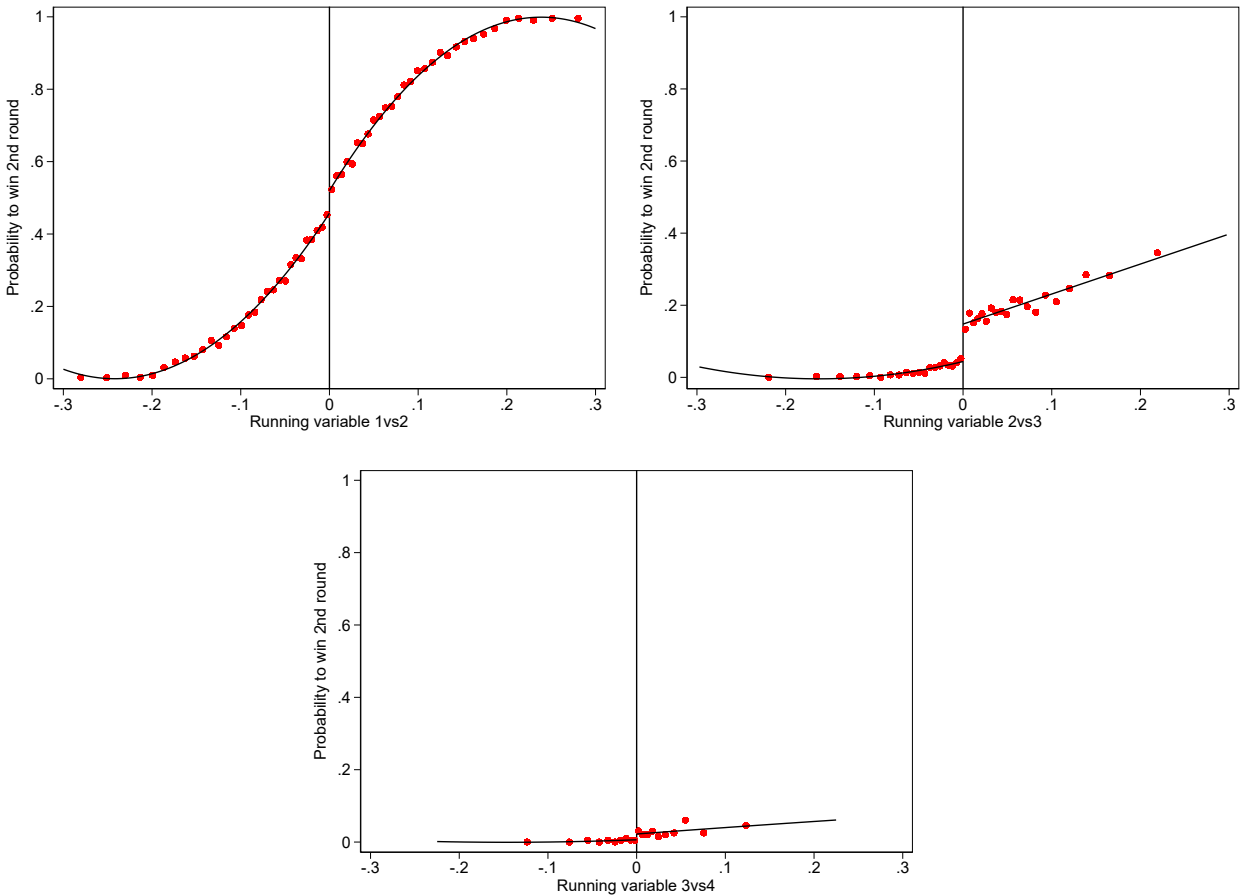 Probability to win 2nd round
1
.8
.6
.4
.2
0
-.3 -.2 -.1 0 .1 .2 .3
Running variable 1vs2
Probability to win 2nd round
1
.8
.6
.4
.2
0
-.3 -.2 -.1 0 .1 .2 .3
Running variable 2vs3
Probability to win 2nd round
1
.8
.6
.4
.2
0
-.3 -.2 -.1 0 .1 .2 .3
Running variable 3vs4